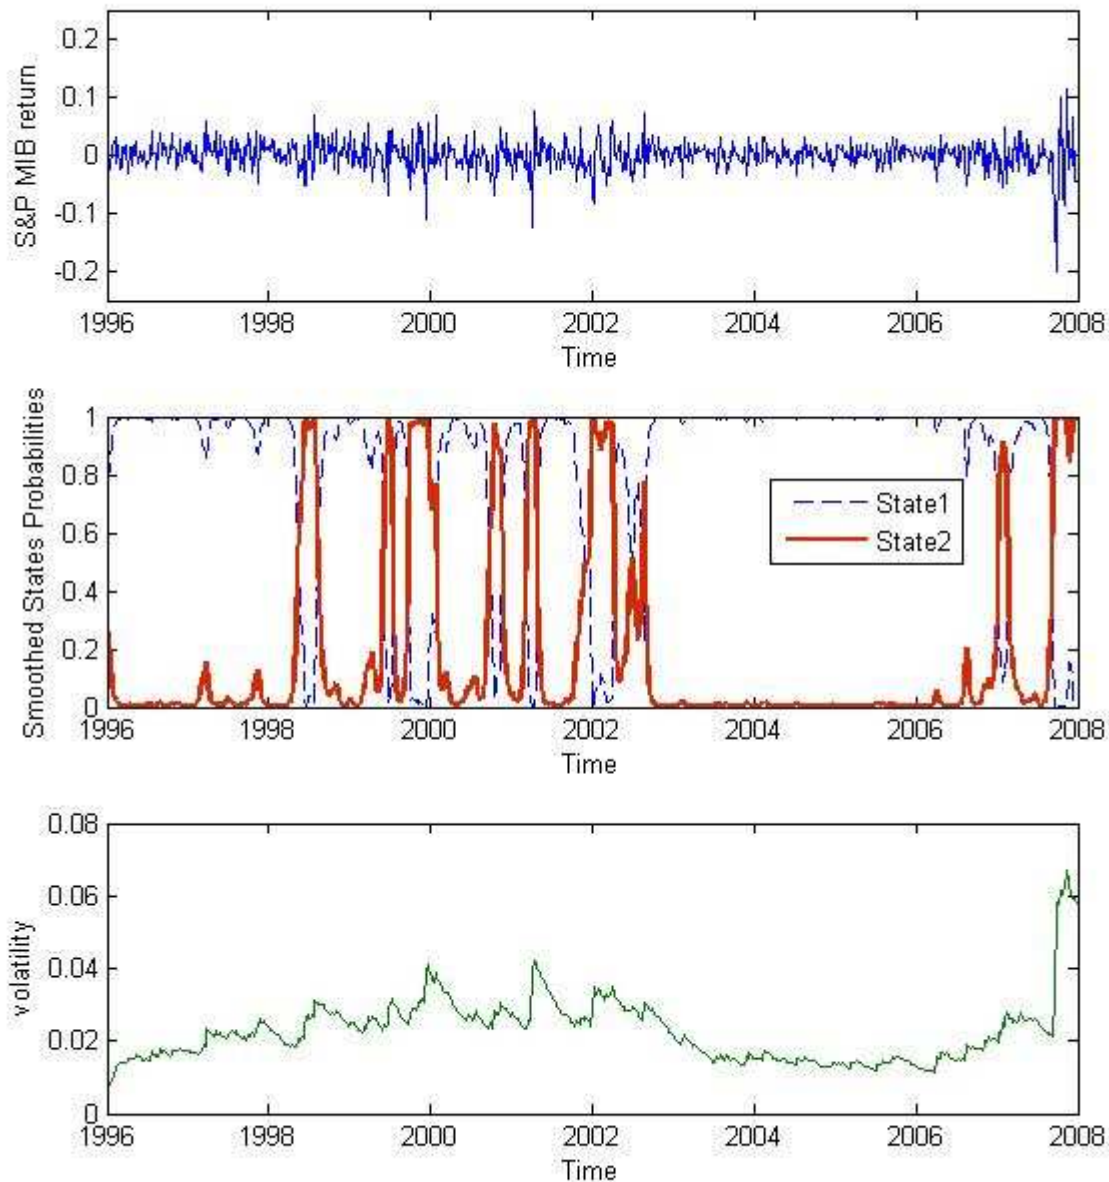 0.2
0.1
0
-0.1
-0.2
S&P MIB return
1996 1998 2000 2002 2004 2006 2008
Time
1
0.8
0.6
0.4
0.2
0
Smoothed States Probabilities
State1
State2
1996 1998 2000 2002 2004 2006 2008
Time
0.08
0.06
0.04
0.02
0
volatility
1996 1998 2000 2002 2004 2006 2008
Time